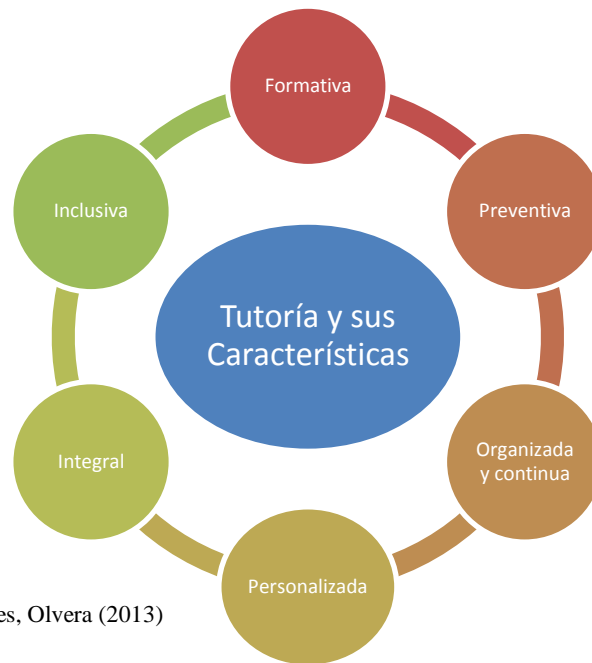 Formativa
Preventiva
Organizada
y continua
Personalizada
Integral
Inclusiva
Tutoría y sus
Características
es, Olvera (2013)